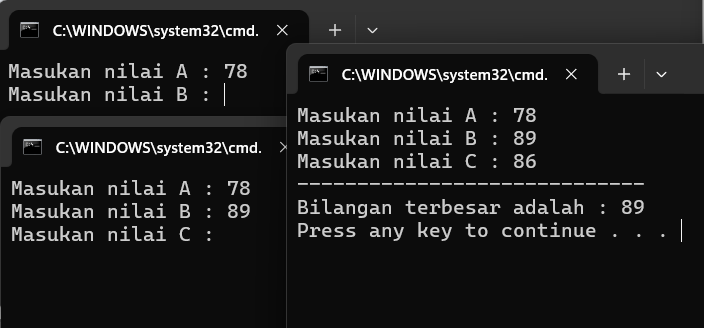 C:\WINDOWS\system32\cmd.
Masukan nilai A : 78
Masukan nilai B :
C:\WINDOWS\system32\cmd.
Masukan nilai A : 78
Masukan nilai B : 89
Masukan nilai C :
C:\WINDOWS\system32\cmd.
Masukan nilai A : 78
Masukan nilai B : 89
Masukan nilai C : 86
-----------------------------
Bilangan terbesar adalah : 89
Press any key to continue . . .